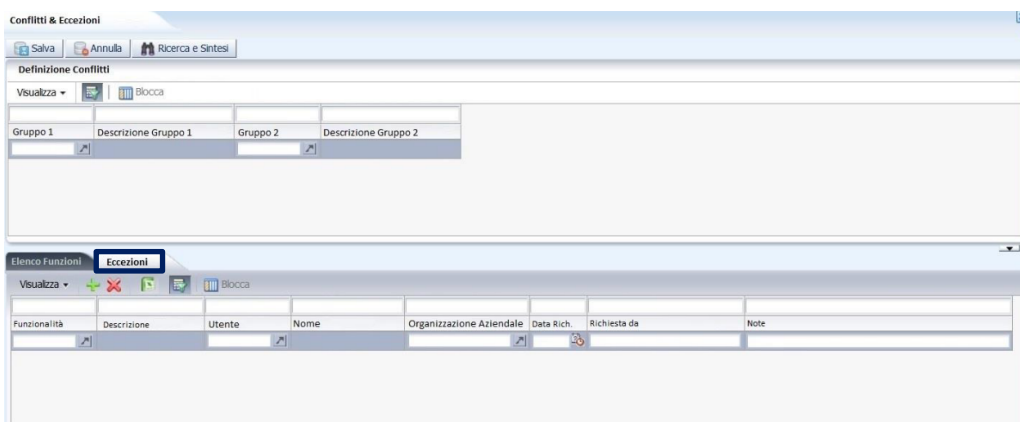 Conflitti & Eccezioni
Salva Annulla Ricerca e Sintesi
Definizione Conflitti
Visualizza Blocca
Gruppo 1 Descrizione Gruppo 1 Gruppo 2 Descrizione Gruppo 2
Elenco Funzioni Eccezioni
Visualizza Blocca
Funzionalità Descrizione Utente Nome Organizzazione Aziendale Data Rich. Richiesta da Note